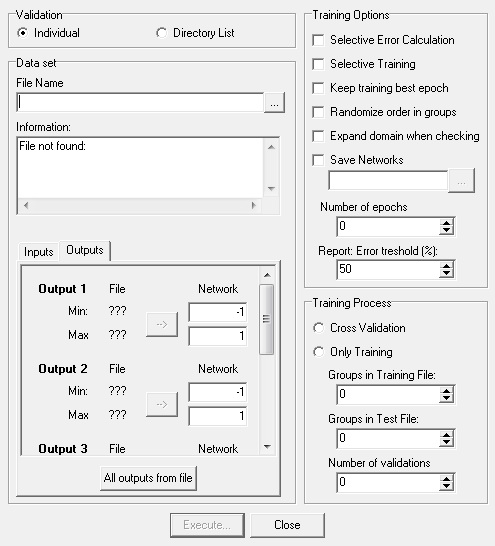 Validation
Individual
Directory List
Data set
File Name
...
Information:
File not found:
Inputs
Outputs
Output 1 File Network
Min: ??? --> -1
Max ??? 1
Output 2 File Network
Min: ??? --> -1
Max ??? 1
Output 3 File Network
All outputs from file
Training Options
Selective Error Calculation
Selective Training
Keep training best epoch
Randomize order in groups
Expand domain when checking
Save Networks
...
Number of epochs
0
Report: Error treshold (%):
50
Training Process
Cross Validation
Only Training
Groups in Training File:
0
Groups in Test File:
0
Number of validations
0
Execute...
Close